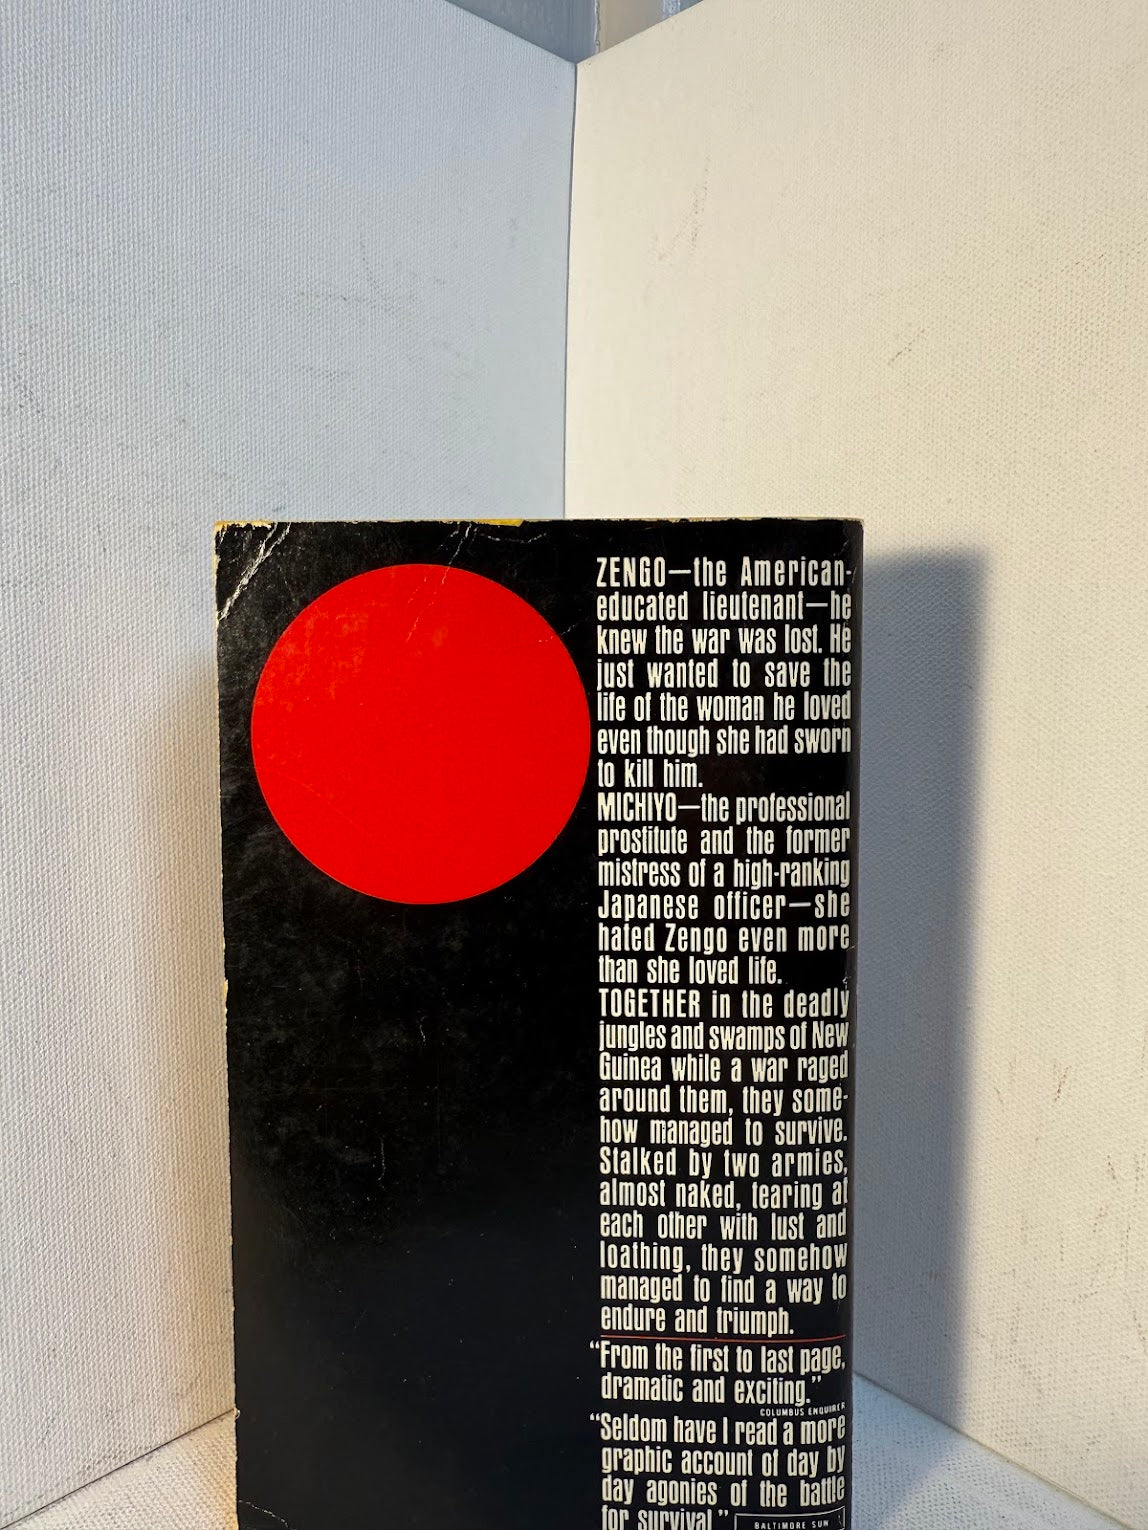 ZENGO—the American-
educated lieutenant—he
knew the war was lost. He
just wanted to save the
life of the woman he loved
even though she had sworn
to kill him.
MICHIYO—the professional
prostitute and the former
mistress of a high-ranking
Japanese officer—she
hated Zengo even more
than she loved life.
TOGETHER in the deadly
jungles and swamps of New
Guinea while a war raged
around them, they some-
how managed to survive.
Stalked by two armies,
almost naked, tearing at
each other with lust and
loathing, they somehow
managed to find a way to
endure and triumph.
“From the first to last page,
dramatic and exciting.”
COLUMBUS ENQUIRER
“Seldom have I read a more
graphic account of day by
day agonies of the battle
for survival”
BALTIMORE SUN